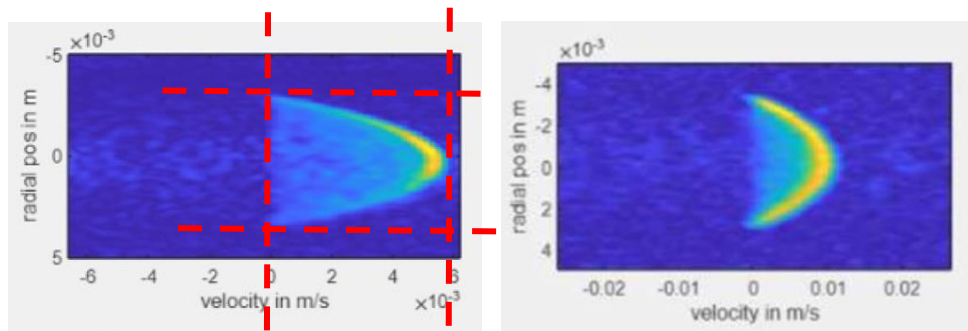 ×10⁻³
-5
0
5
radial pos in m
-6 -4 -2 0 2 4 6
velocity in m/s
×10⁻³
×10⁻³
-4
-2
0
2
4
radial pos in m
-0.02 -0.01 0 0.01 0.02
velocity in m/s